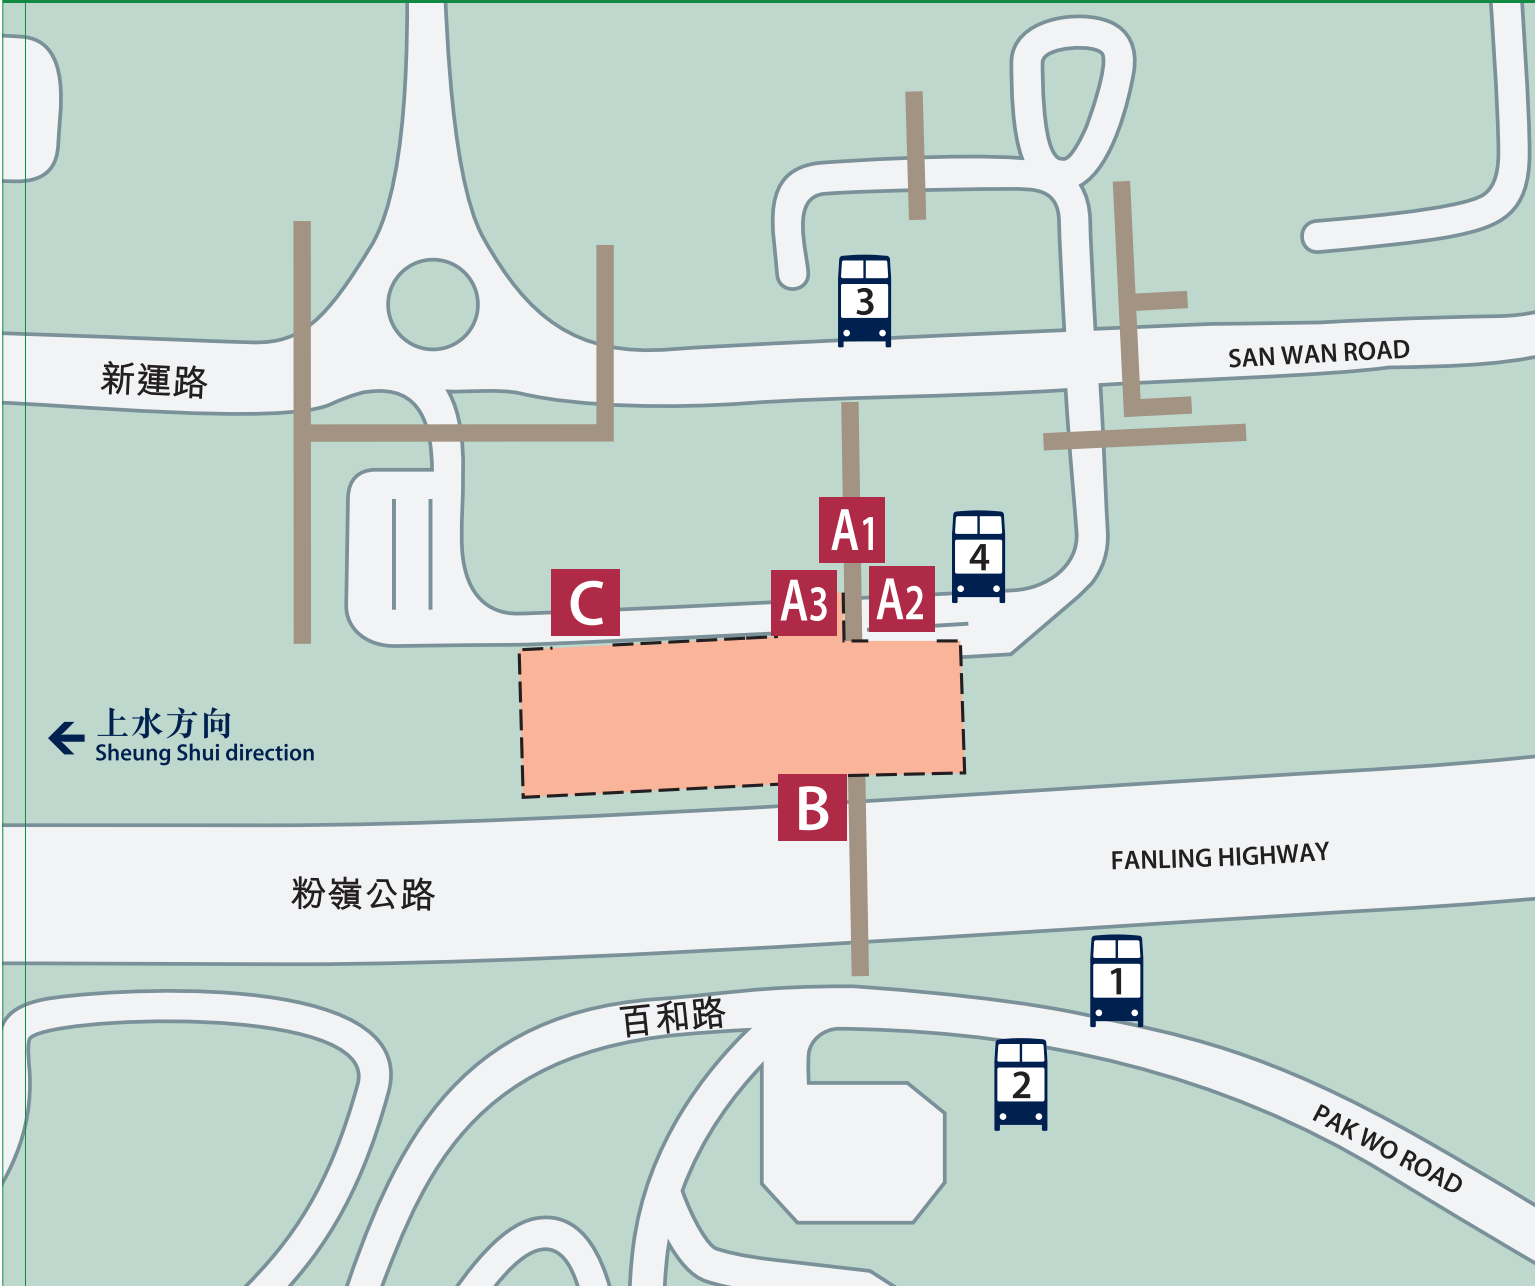 3
SAN WAN ROAD
新運路
A1
4
C
A3
A2
上水方向
Sheung Shui direction
B
FANLING HIGHWAY
粉嶺公路
1
百和路
2
PAK WO ROAD